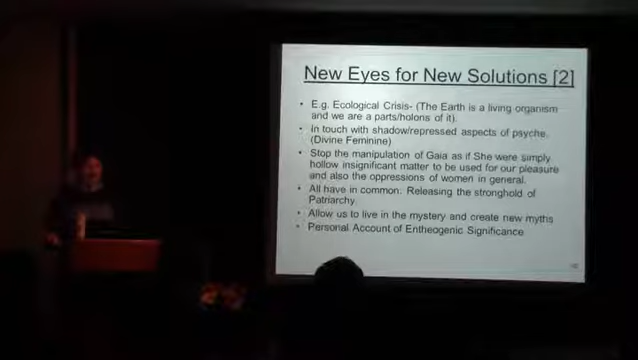 New Eyes for New Solutions [2]
• E.g. Ecological Crisis- (The Earth is a living organism
and we are a parts/holons of it).
• In touch with shadow/repressed aspects of psyche.
(Divine Feminine)
• Stop the manipulation of Gaia as if She were simply
hollow insignificant matter to be used for our pleasure
and also the oppressions of women in general.
• All have in common: Releasing the stronghold of
Patriarchy
• Allow us to live in the mystery and create new myths
• Personal Account of Entheogenic Significance